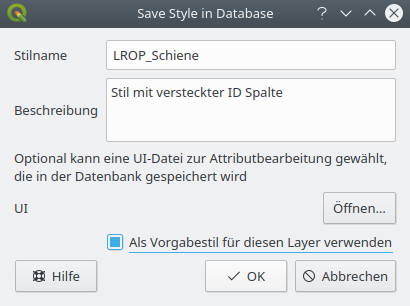 Save Style in Database
Stilname
LROP_Schiene
Beschreibung
Stil mit versteckter ID Spalte
Optional kann eine UI-Datei zur Attributbearbeitung gewählt,
die in der Datenbank gespeichert wird
UI
Öffnen...
Als Vorgabestil für diesen Layer verwenden
Hilfe
OK
Abbrechen